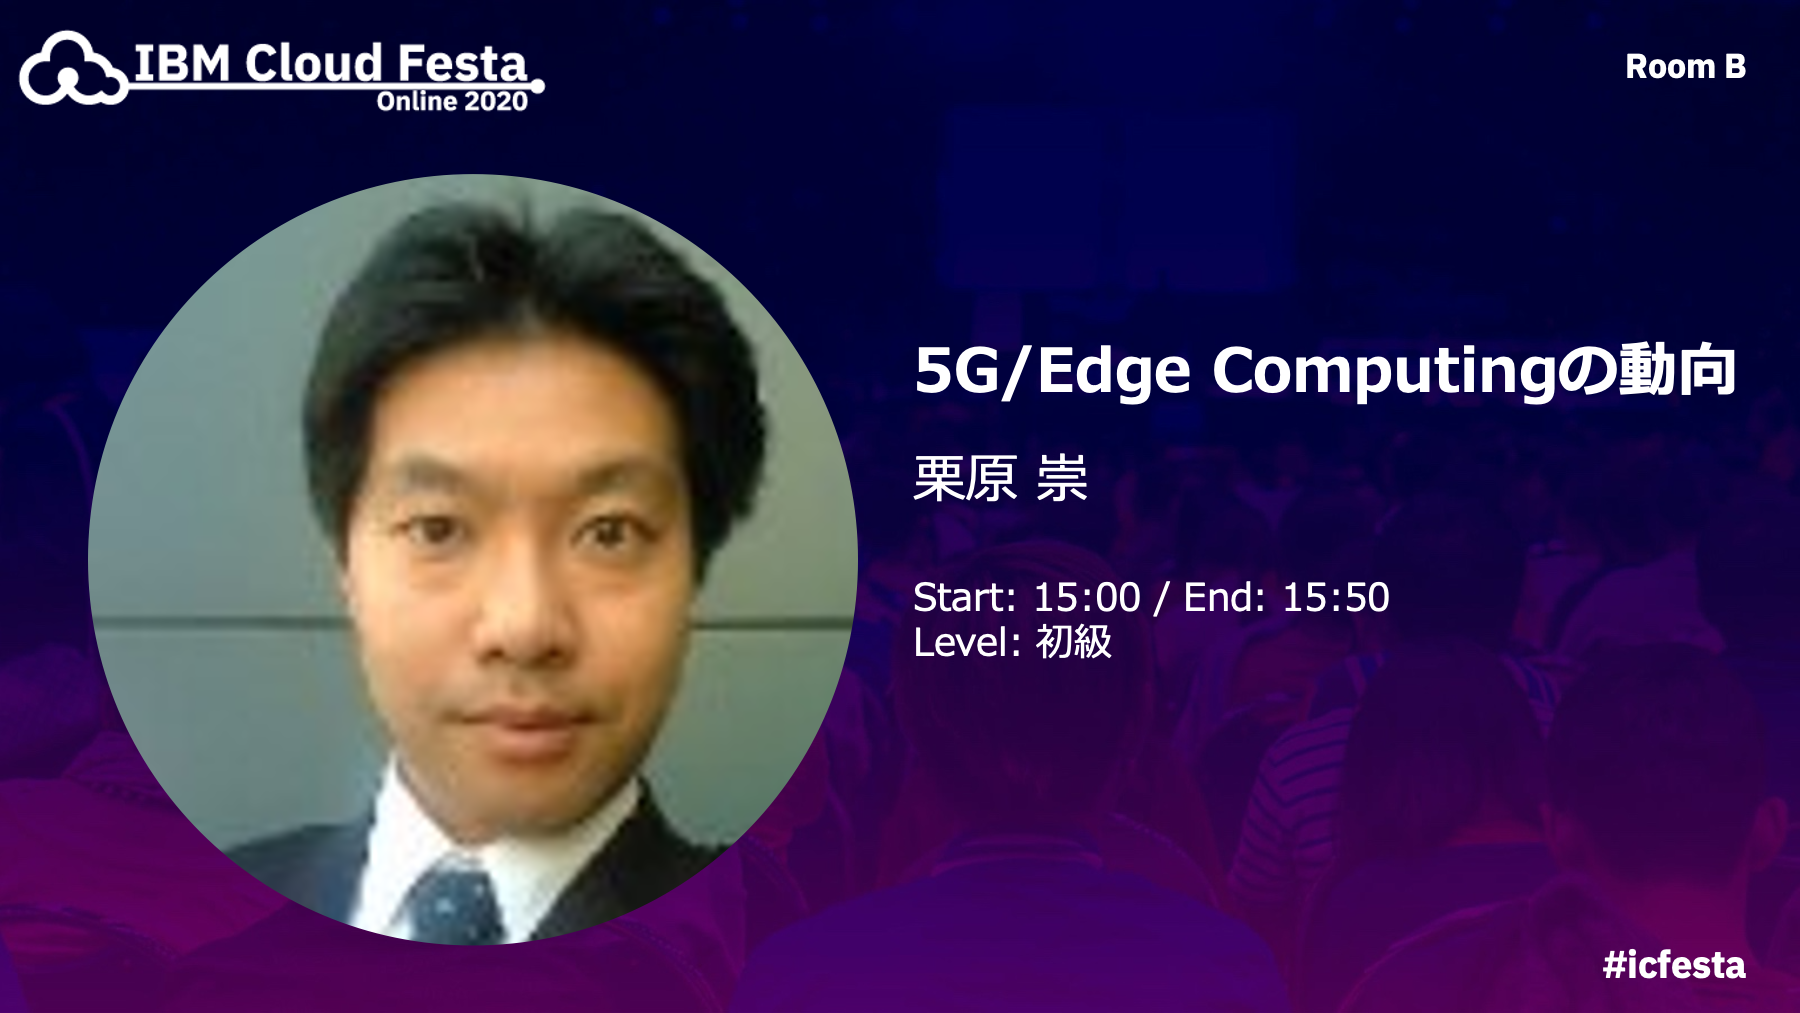 IBM Cloud Festa
Online 2020
Room B
5G/Edge Computingの動向
栗原 崇
Start: 15:00 / End: 15:50
Level: 初級
#icfesta